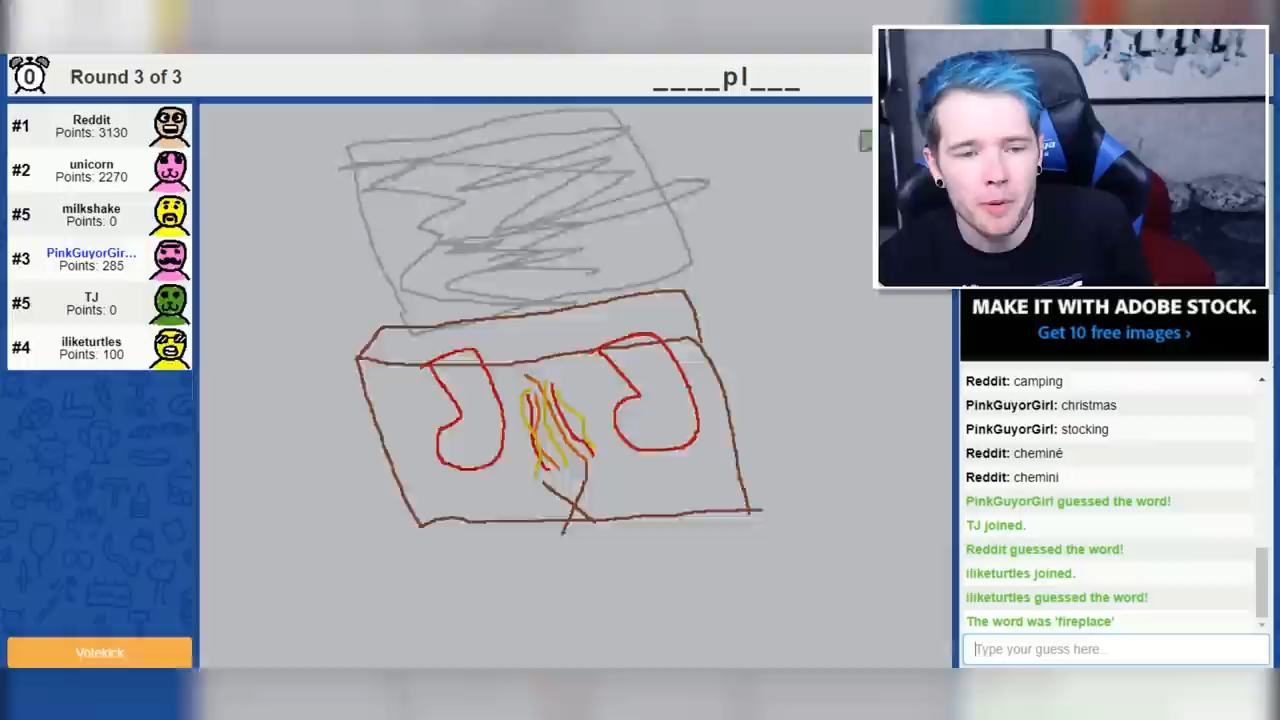 0
Round 3 of 3
____pl___
#1
Reddit
Points: 3130
#2
unicorn
Points: 2270
#5
milkshake
Points: 0
#3
PinkGuyorGir...
Points: 285
#5
TJ
Points: 0
#4
iliketurtles
Points: 100
Votekick
MAKE IT WITH ADOBE STOCK.
Get 10 free images ›
Reddit: camping
PinkGuyorGirl: christmas
PinkGuyorGirl: stocking
Reddit: cheminé
Reddit: chemini
PinkGuyorGirl guessed the word!
TJ joined.
Reddit guessed the word!
iliketurtles joined.
iliketurtles guessed the word!
The word was 'fireplace'
Type your guess here...